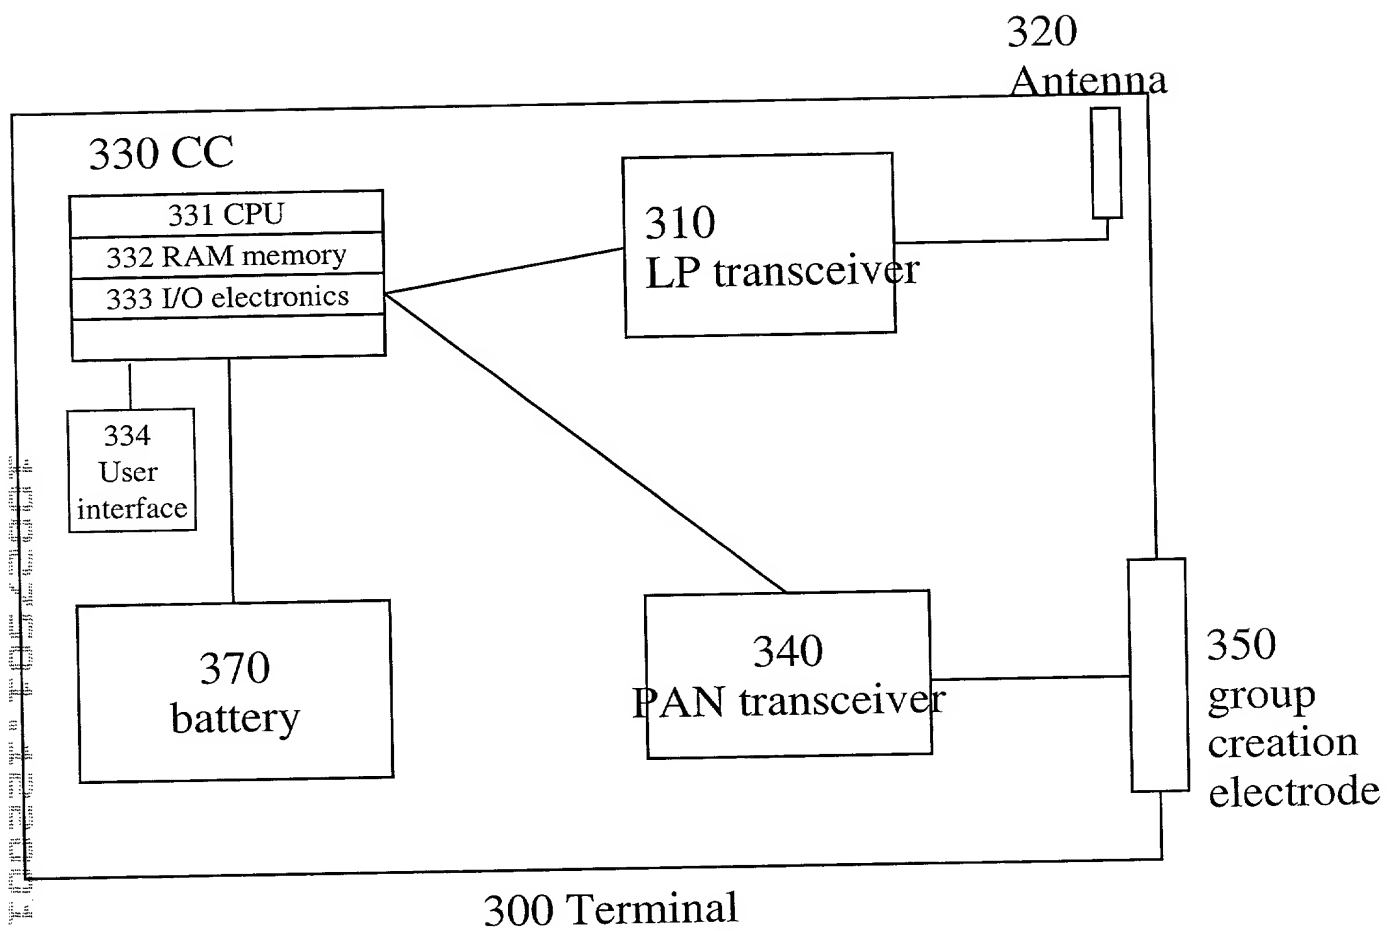 320
Antenna
330 CC
331 CPU
332 RAM memory
333 I/O electronics
310
LP transceiver
334
User
interface
370
battery
340
PAN transceiver
350
group
creation
electrode
300 Terminal